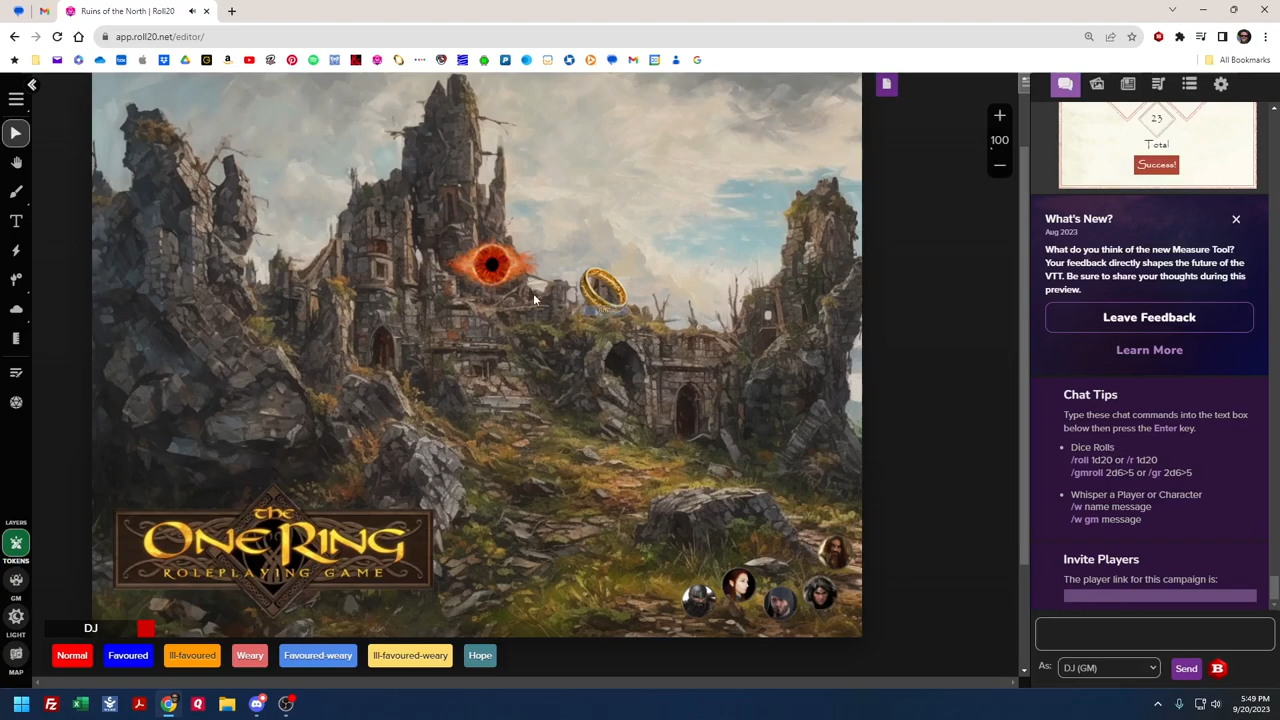 Ruins of the North | Roll20
app.roll20.net/editor/
All Bookmarks
100
23
Total
Success!
What's New?
Aug 2023
What do you think of the new Measure Tool?
Your feedback directly shapes the future of the
VTT. Be sure to share your thoughts during this
preview.
Leave Feedback
Learn More
Chat Tips
Type these chat commands into the text box
below then press the Enter key.
Dice Rolls
/roll 1d20 or /r 1d20
/gmroll 2d6>5 or /gr 2d6>5
Whisper a Player or Character
/w name message
/w gm message
Invite Players
The player link for this campaign is:
LAYERS
TOKENS
GM
LIGHT
MAP
THE
ONE RING
ROLEPLAYING GAME
DJ
Normal
Favoured
Ill-favoured
Weary
Favoured-weary
Ill-favoured-weary
Hope
As:
DJ (GM)
Send
B
5:49 PM
9/20/2023